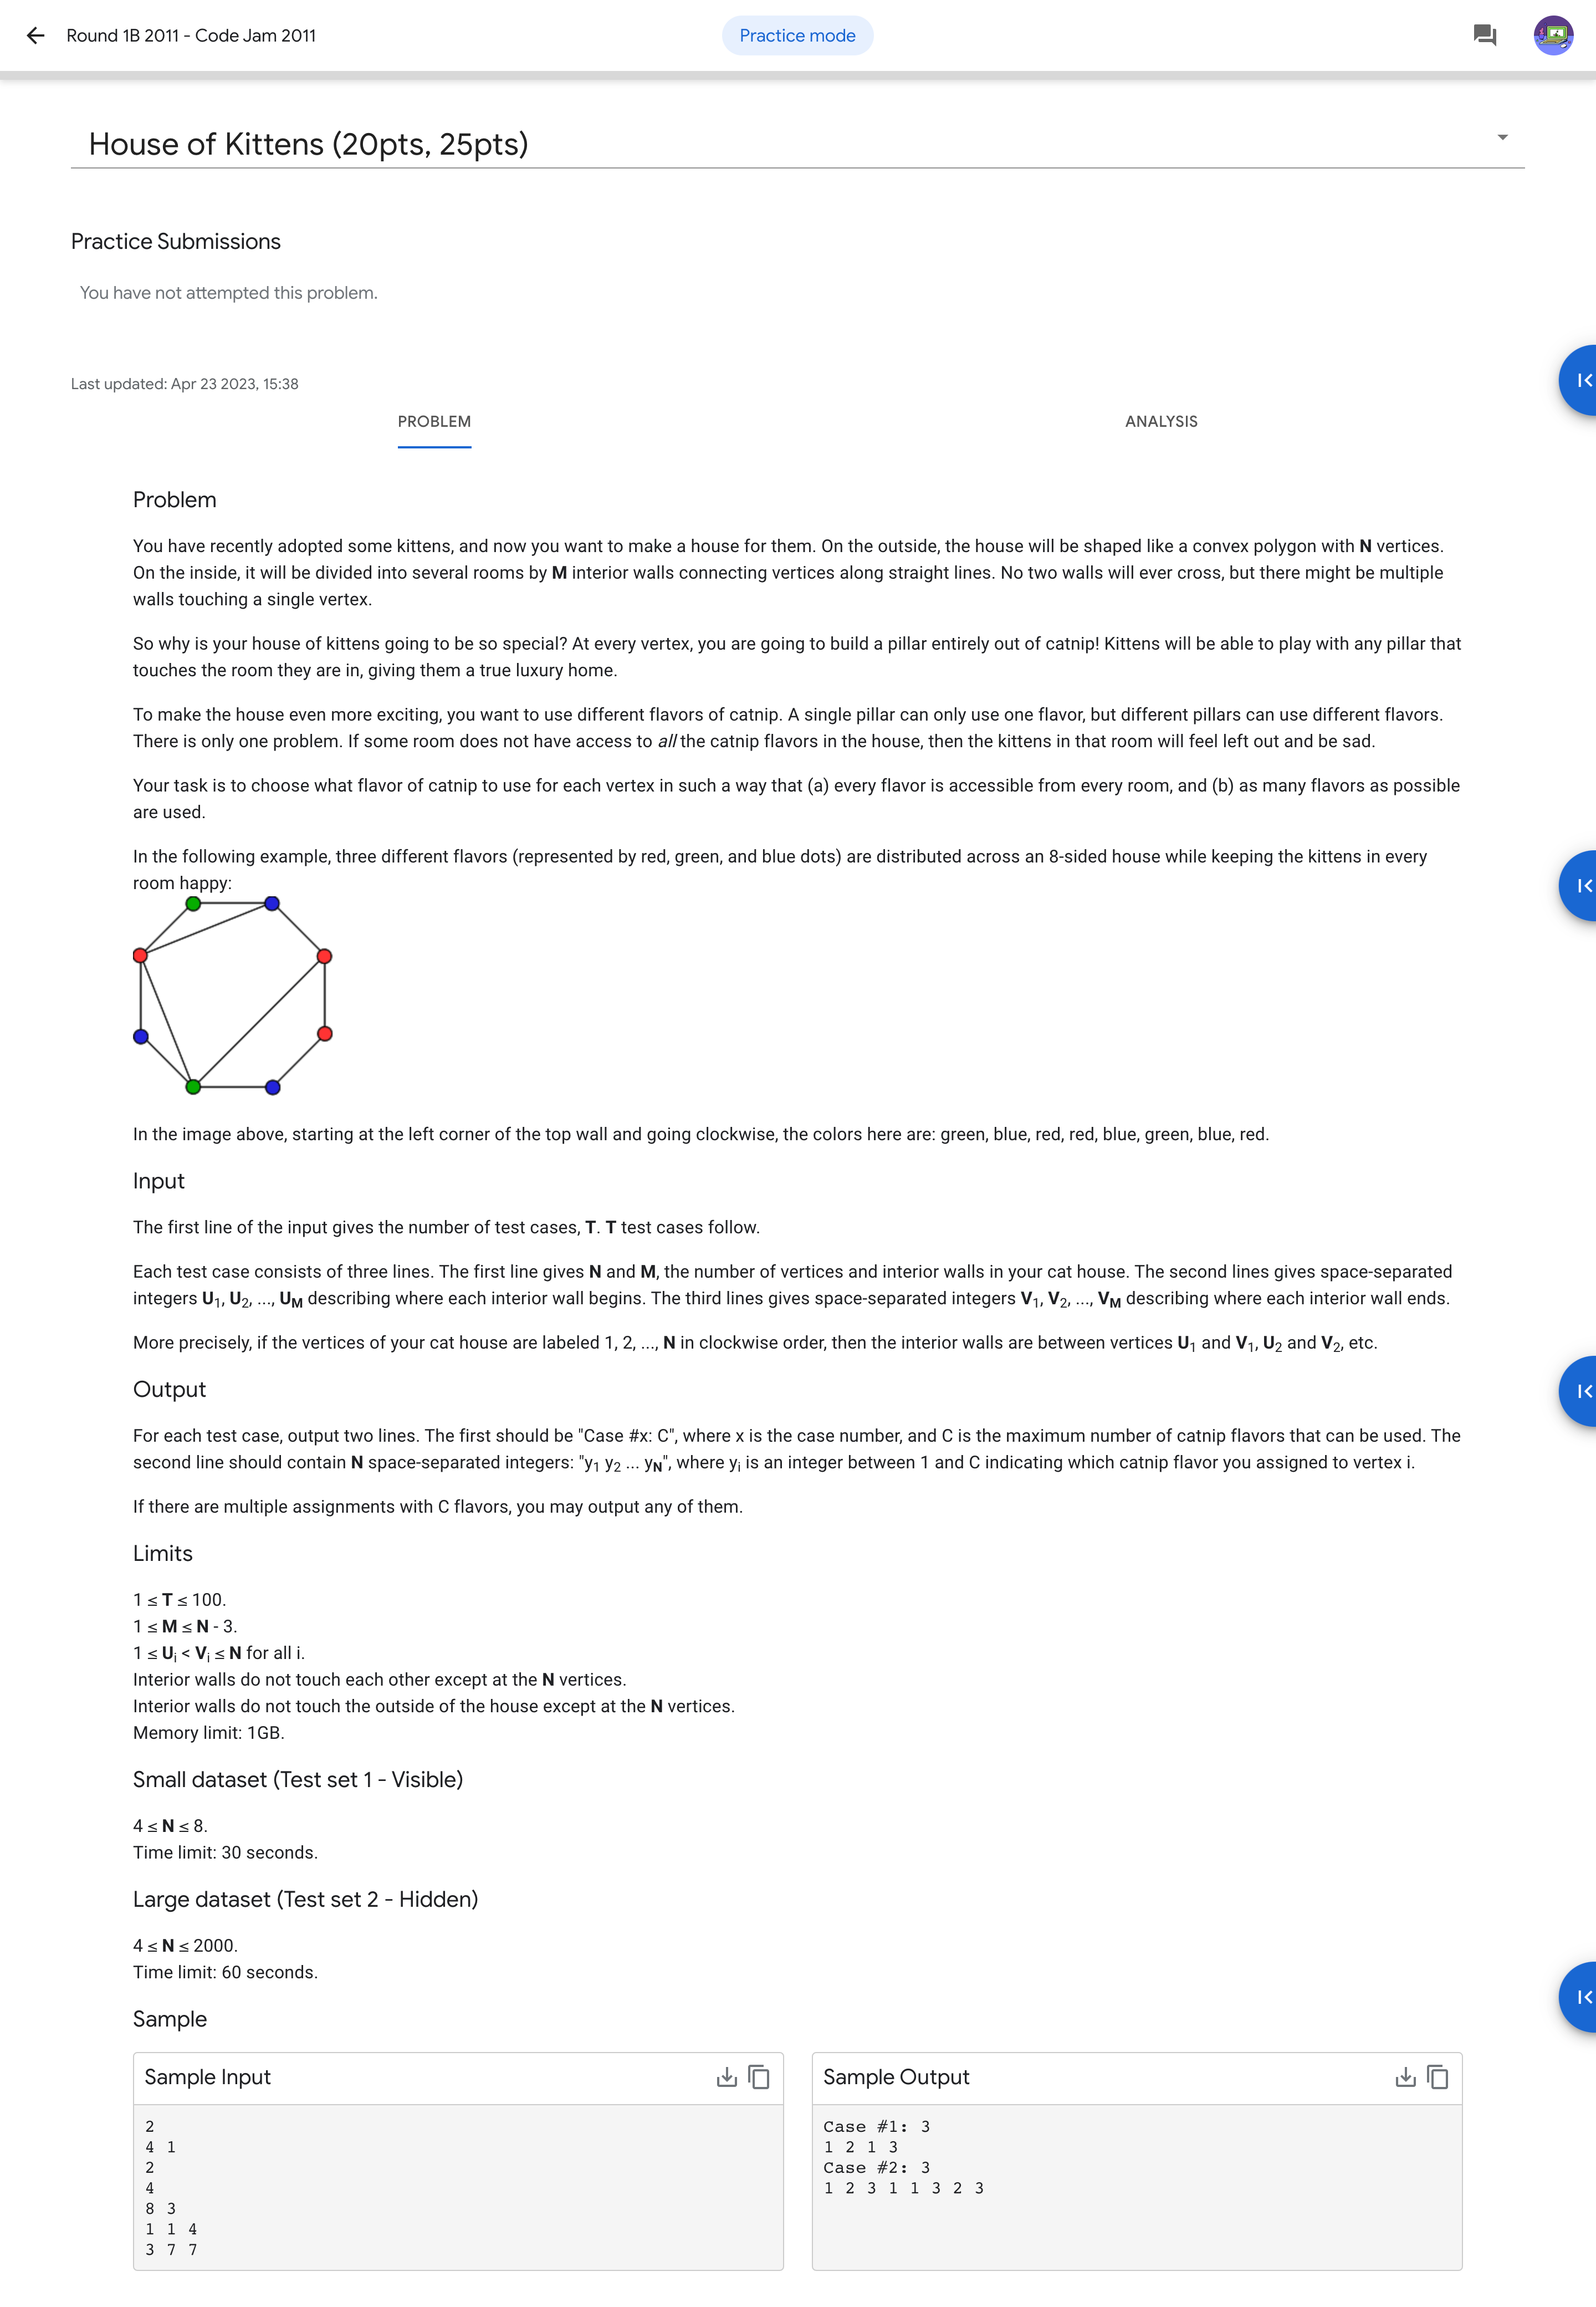 Round 1B 2011 - Code Jam 2011
Practice mode
House of Kittens (20pts, 25pts)
Practice Submissions
You have not attempted this problem.
Last updated: Apr 23 2023, 15:38
PROBLEM
ANALYSIS
Problem
You have recently adopted some kittens, and now you want to make a house for them. On the outside, the house will be shaped like a convex polygon with N vertices.
On the inside, it will be divided into several rooms by M interior walls connecting vertices along straight lines. No two walls will ever cross, but there might be multiple
walls touching a single vertex.
So why is your house of kittens going to be so special? At every vertex, you are going to build a pillar entirely out of catnip! Kittens will be able to play with any pillar that
touches the room they are in, giving them a true luxury home.
To make the house even more exciting, you want to use different flavors of catnip. A single pillar can only use one flavor, but different pillars can use different flavors.
There is only one problem. If some room does not have access to all the catnip flavors in the house, then the kittens in that room will feel left out and be sad.
Your task is to choose what flavor of catnip to use for each vertex in such a way that (a) every flavor is accessible from every room, and (b) as many flavors as possible
are used.
In the following example, three different flavors (represented by red, green, and blue dots) are distributed across an 8-sided house while keeping the kittens in every
room happy:
In the image above, starting at the left corner of the top wall and going clockwise, the colors here are: green, blue, red, red, blue, green, blue, red.
Input
The first line of the input gives the number of test cases, T. T test cases follow.
Each test case consists of three lines. The first line gives N and M, the number of vertices and interior walls in your cat house. The second lines gives space-separated
integers U1, U2, ..., UM describing where each interior wall begins. The third lines gives space-separated integers V1, V2, ..., VM describing where each interior wall ends.
More precisely, if the vertices of your cat house are labeled 1, 2, ..., N in clockwise order, then the interior walls are between vertices U1 and V1, U2 and V2, etc.
Output
For each test case, output two lines. The first should be "Case #x: C", where x is the case number, and C is the maximum number of catnip flavors that can be used. The
second line should contain N space-separated integers: "y1 y2 ... yN", where yi is an integer between 1 and C indicating which catnip flavor you assigned to vertex i.
If there are multiple assignments with C flavors, you may output any of them.
Limits
1 ≤ T ≤ 100.
1 ≤ M ≤ N - 3.
1 ≤ Ui < Vi ≤ N for all i.
Interior walls do not touch each other except at the N vertices.
Interior walls do not touch the outside of the house except at the N vertices.
Memory limit: 1GB.
Small dataset (Test set 1 - Visible)
4 ≤ N ≤ 8.
Time limit: 30 seconds.
Large dataset (Test set 2 - Hidden)
4 ≤ N ≤ 2000.
Time limit: 60 seconds.
Sample
Sample Input
2
4 1
2
4
8 3
1 1 4
3 7 7
Sample Output
Case #1: 3
1 2 1 3
Case #2: 3
1 2 3 1 1 3 2 3